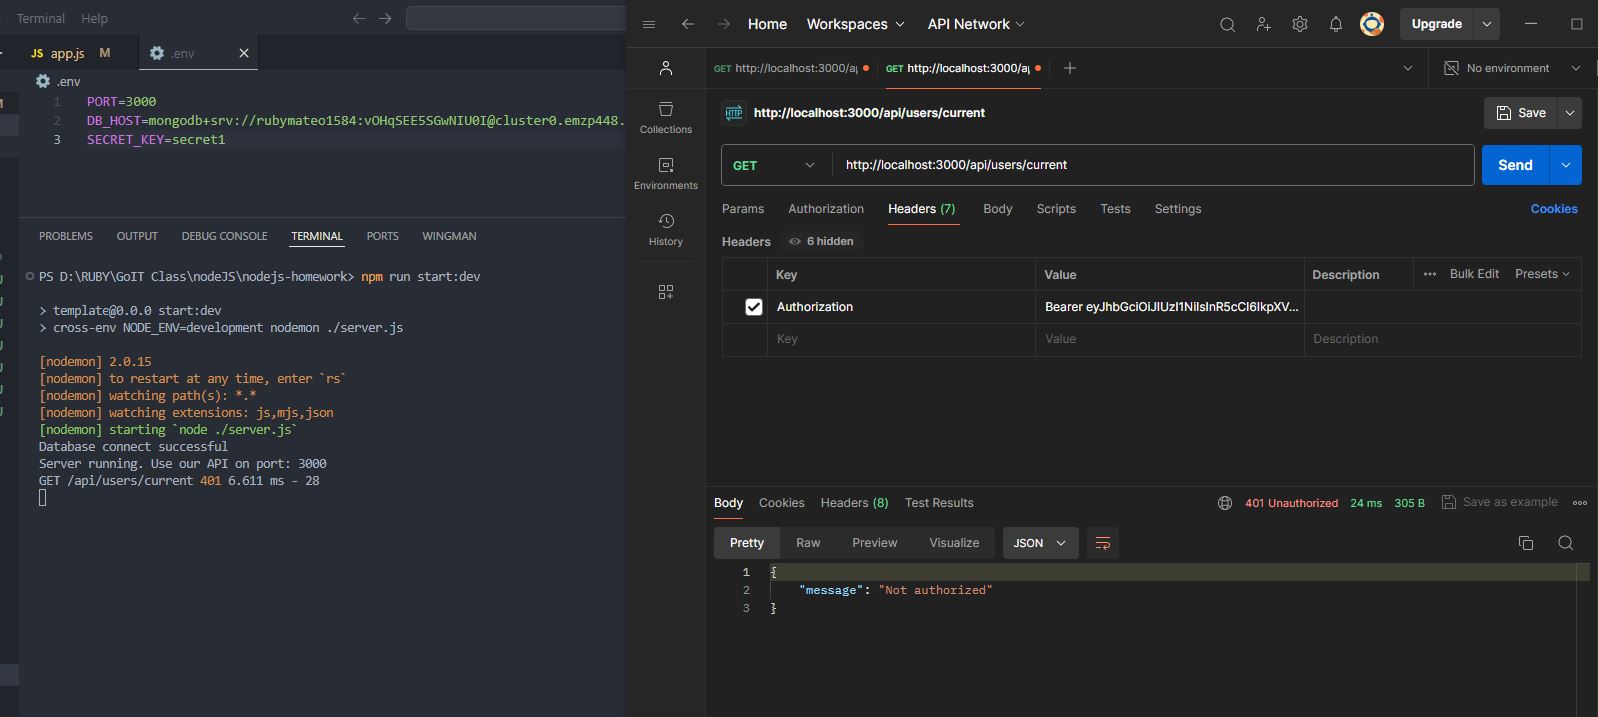 Terminal Help
JS app.js M
.env
.env
1 PORT=3000
2 DB_HOST=mongodb+srv://rubymateo1584:vOHqSEE5SGwNIU0I@cluster0.emzp448.
3 SECRET_KEY=secret1
PROBLEMS OUTPUT DEBUG CONSOLE TERMINAL PORTS WINGMAN
PS D:\RUBY\GoIT Class\nodeJS\nodejs-homework> npm run start:dev
> template@0.0.0 start:dev
> cross-env NODE_ENV=development nodemon ./server.js
[nodemon] 2.0.15
[nodemon] to restart at any time, enter `rs`
[nodemon] watching path(s): *.*
[nodemon] watching extensions: js,mjs,json
[nodemon] starting `node ./server.js`
Database connect successful
Server running. Use our API on port: 3000
GET /api/users/current 401 6.611 ms - 28
Home Workspaces API Network Upgrade
GET http://localhost:3000/a GET http://localhost:3000/a No environment
HTTP http://localhost:3000/api/users/current Save
Collections
Environments
History
GET http://localhost:3000/api/users/current Send
Params Authorization Headers (7) Body Scripts Tests Settings Cookies
Headers 6 hidden
Key Value Description Bulk Edit Presets
Authorization Bearer eyJhbGciOiJIUzI1NiIsInR5cCI6IkpXV...
Key Value Description
Body Cookies Headers (8) Test Results 401 Unauthorized 24 ms 305 B Save as example
Pretty Raw Preview Visualize JSON
1 {
2 "message": "Not authorized"
3 }